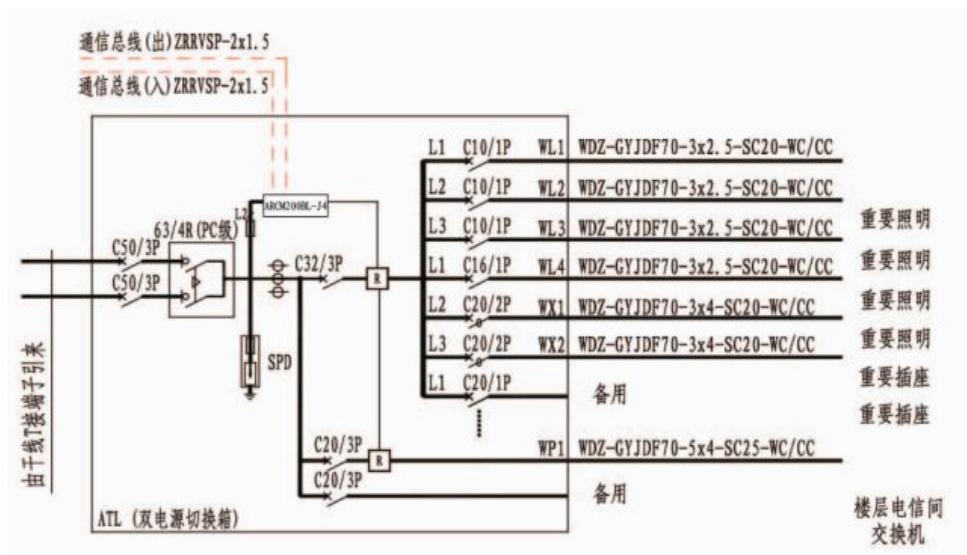 通信总线(出)ZRRVSP-2x1.5
通信总线(入)ZRRVSP-2x1.5
L1 C10/1P WL1 WDZ-GYJDF70-3x2.5-SC20-WC/CC
L2 C10/1P WL2 WDZ-GYJDF70-3x2.5-SC20-WC/CC
L2 ARCM200BL-J4
重要照明
63/4R(PC级)
L3 C10/1P WL3 WDZ-GYJDF70-3x2.5-SC20-WC/CC
C50/3P
C32/3P
重要照明
L1 C16/1P WL4 WDZ-GYJDF70-3x2.5-SC20-WC/CC
R
C50/3P
重要照明
L2 C20/2P WX1 WDZ-GYJDF70-3x4-SC20-WC/CC
重要照明
L3 C20/2P WX2 WDZ-GYJDF70-3x4-SC20-WC/CC
SPD
重要插座
L1 C20/1P 备用
重要插座
由干线T接端子引来
C20/3P R WP1 WDZ-GYJDF70-5x4-SC25-WC/CC
C20/3P 备用
ATL (双电源切换箱)
楼层电信间
交换机